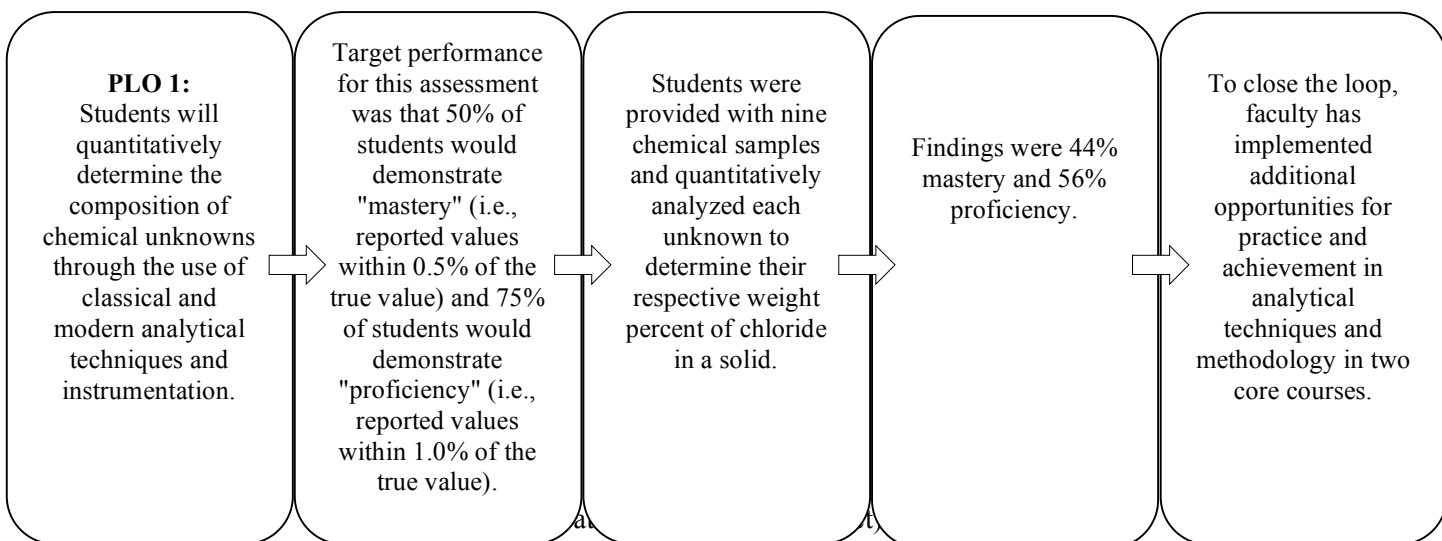 PLO 1:
Students will
quantitatively
determine the
composition of
chemical unknowns
through the use of
classical and
modern analytical
techniques and
instrumentation.
Target performance
for this assessment
was that 50% of
students would
demonstrate
"mastery" (i.e.,
reported values
within 0.5% of the
true value) and 75%
of students would
demonstrate
"proficiency" (i.e.,
reported values
within 1.0% of the
true value).
Students were
provided with nine
chemical samples
and quantitatively
analyzed each
unknown to
determine their
respective weight
percent of chloride
in a solid.
Findings were 44%
mastery and 56%
proficiency.
To close the loop,
faculty has
implemented
additional
opportunities for
practice and
achievement in
analytical
techniques and
methodology in two
core courses.